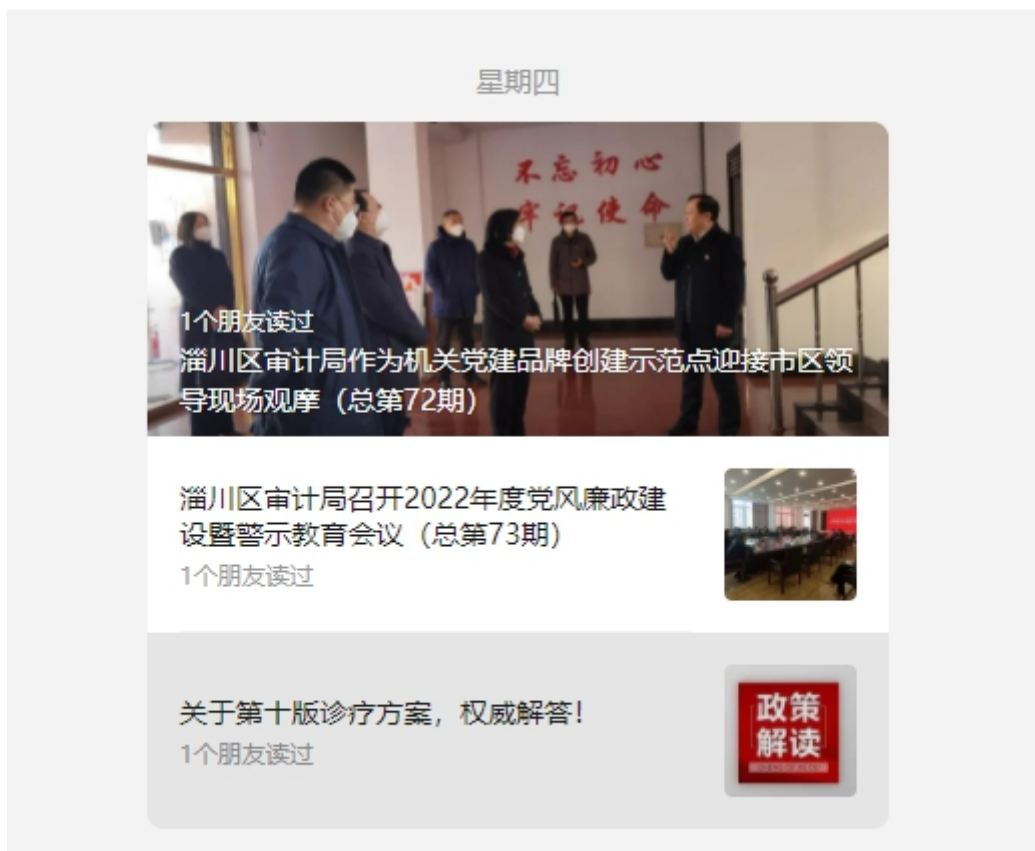 星期四
不忘初心
牢记使命
1个朋友读过
淄川区审计局作为机关党建品牌创建示范点迎接市区领
导现场观摩（总第72期）
淄川区审计局召开2022年度党风廉政建
设暨警示教育会议（总第73期）
1个朋友读过
关于第十版诊疗方案，权威解答！
1个朋友读过
政策
解读